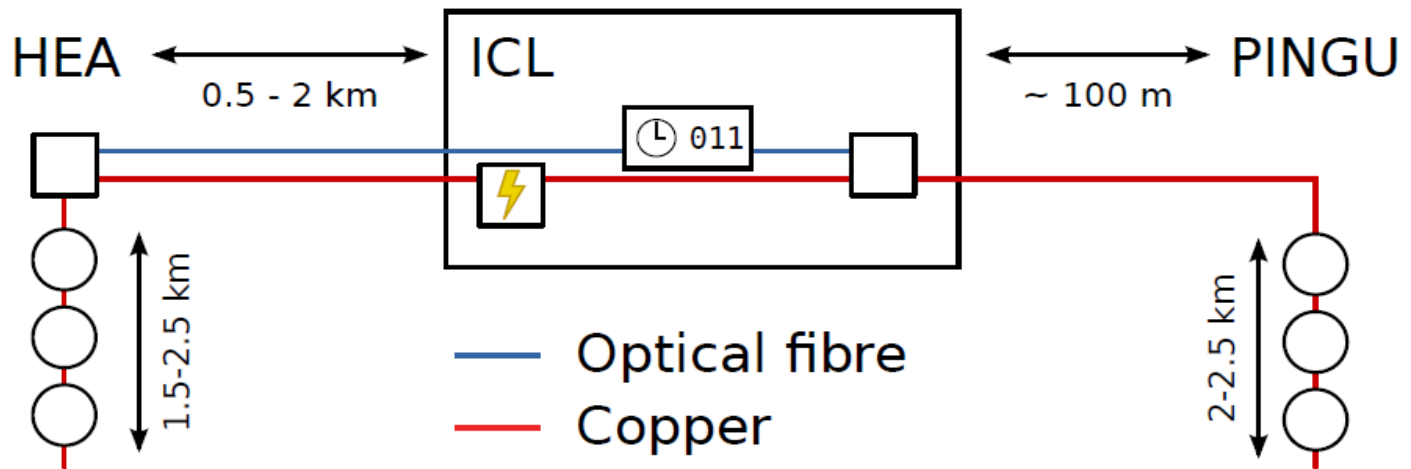 HEA
0.5 - 2 km
ICL
~ 100 m
PINGU
011
1.5-2.5 km
2-2.5 km
Optical fibre
Copper